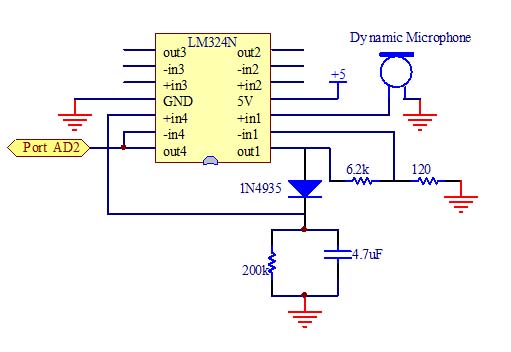 Dynamic Microphone
LM324N
out3 out2
-in3 -in2
+in3 +in2
+5
GND 5V
+in4 +in1
-in4 -in1
Port AD2
out4 out1
6.2k 120
1N4935
4.7uF
200k